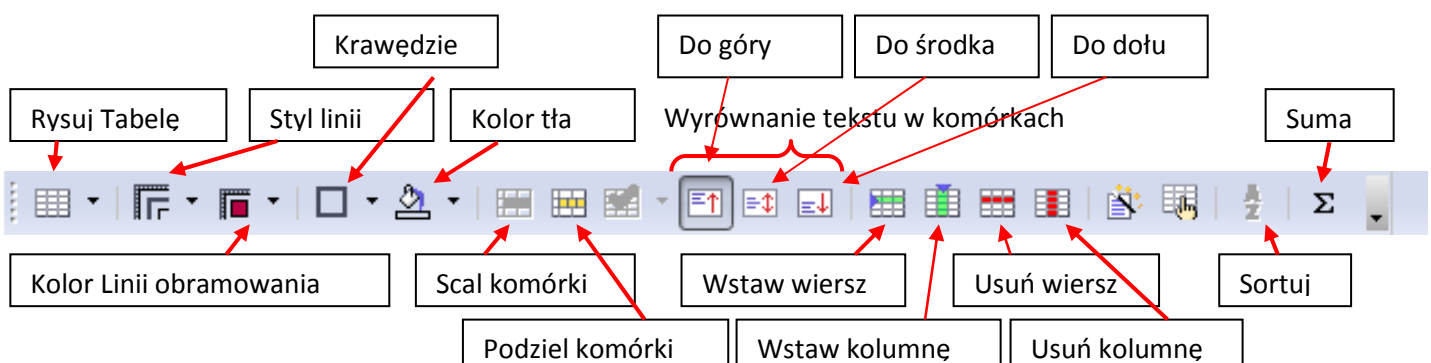 Krawędzie
Do góry
Do środka
Do dołu
Rysuj Tabelę
Styl linii
Kolor tła
Wyrównanie tekstu w komórkach
Suma
A
Z
Σ
Kolor Linii obramowania
Scal komórki
Wstaw wiersz
Usuń wiersz
Sortuj
Podziel komórki
Wstaw kolumnę
Usuń kolumnę